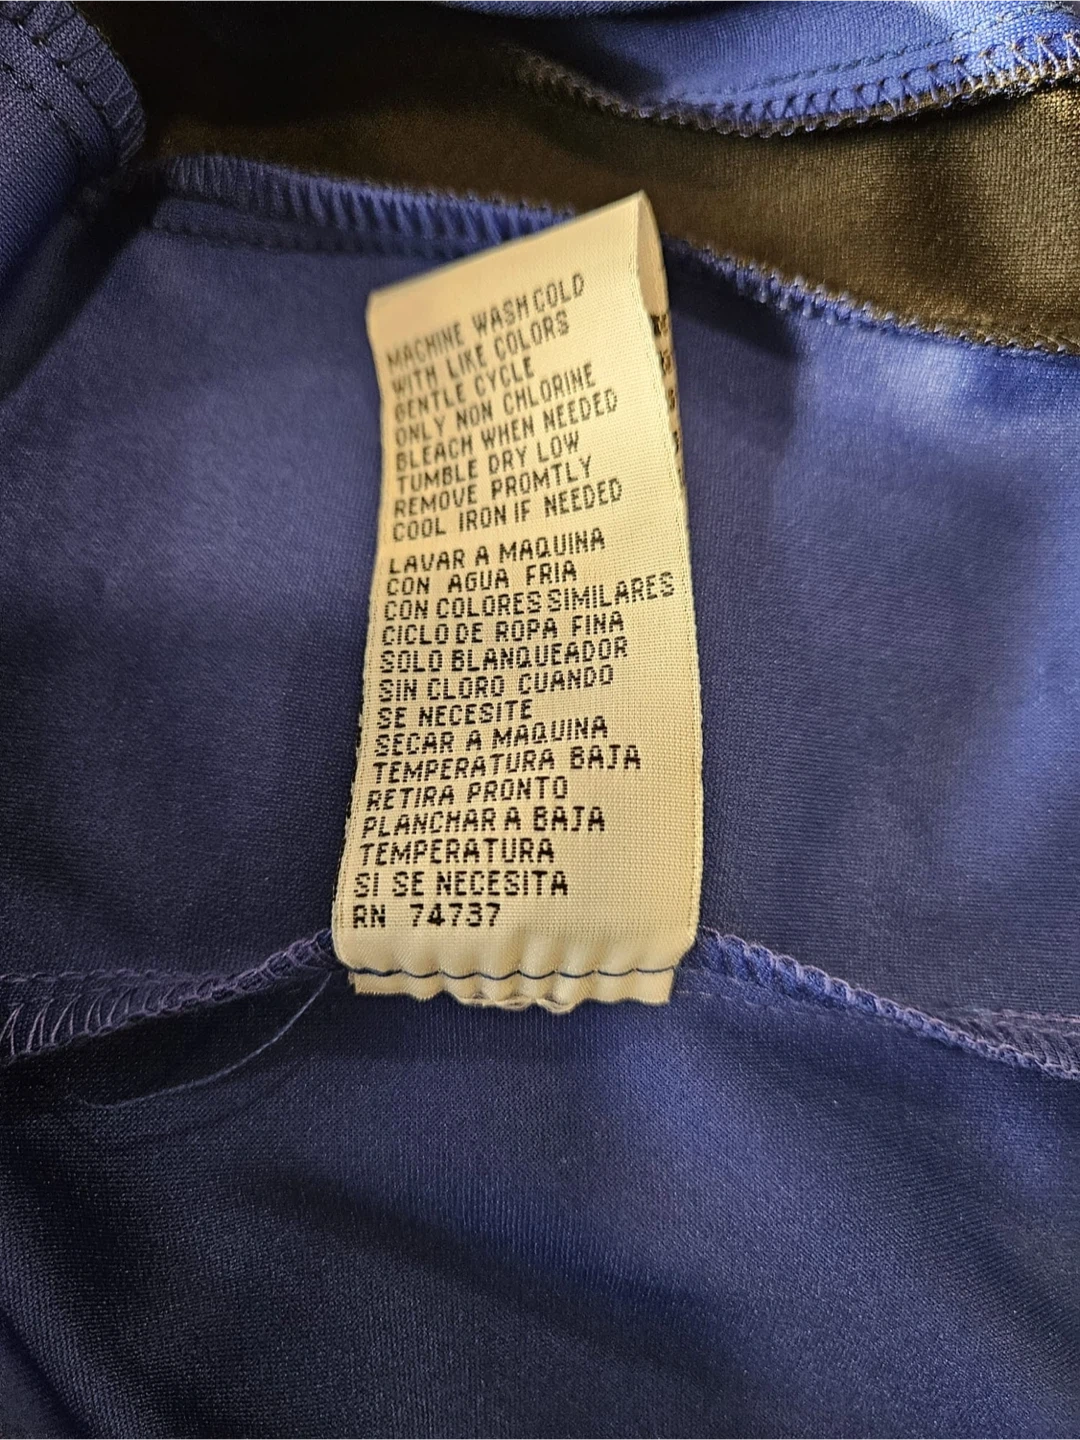 MACHINE WASH COLD
WITH LIKE COLORS
GENTLE CYCLE
ONLY NON CHLORINE
BLEACH WHEN NEEDED
TUMBLE DRY LOW
REMOVE PROMTLY
COOL IRON IF NEEDED
LAVAR A MAQUINA
CON AGUA FRIA
CON COLORES SIMILARES
CICLO DE ROPA FINA
SOLO BLANQUEADOR
SIN CLORO CUANDO
SE NECESITE
SECAR A MAQUINA
TEMPERATURA BAJA
RETIRA PRONTO
PLANCHAR A BAJA
TEMPERATURA
SI SE NECESITA
RN 74737